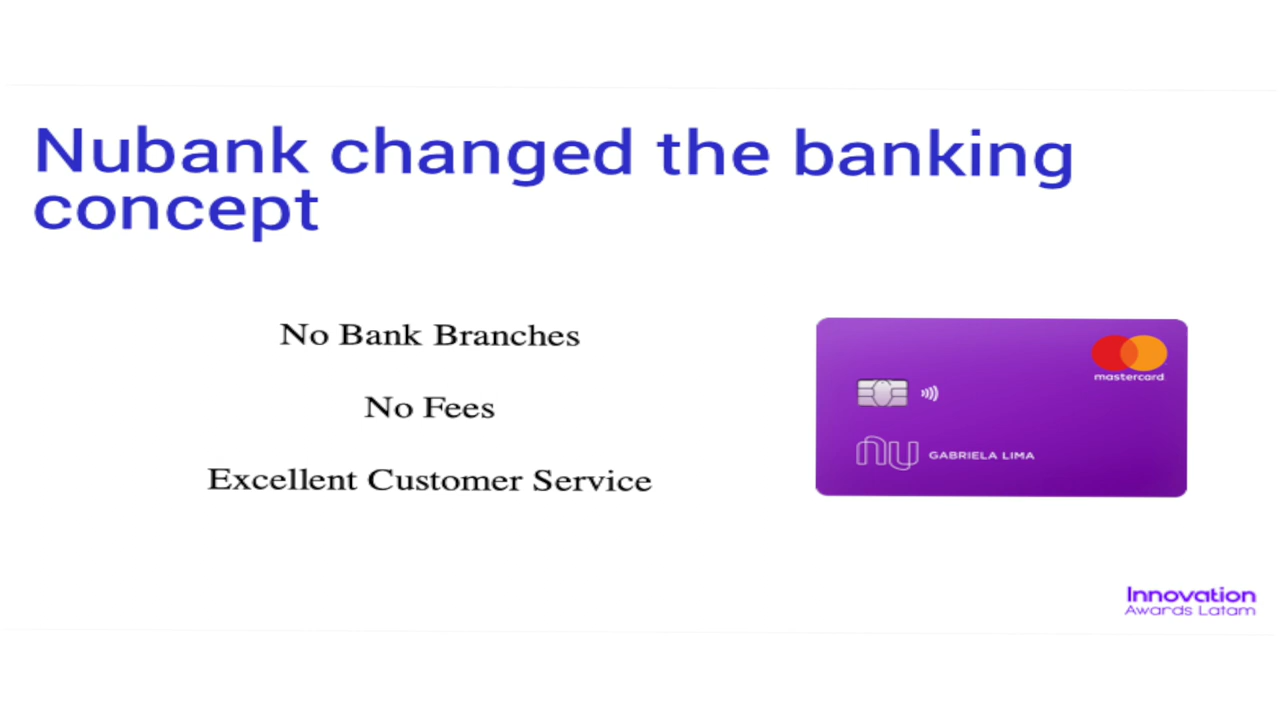 Nubank changed the banking
concept
No Bank Branches
No Fees
Excellent Customer Service
mastercard
nu GABRIELA LIMA
Innovation
Awards Latam